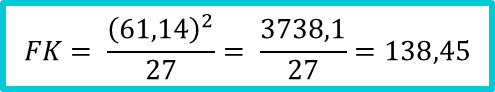 FK = (61,14)² / 27 = 3738,1 / 27 = 138,45